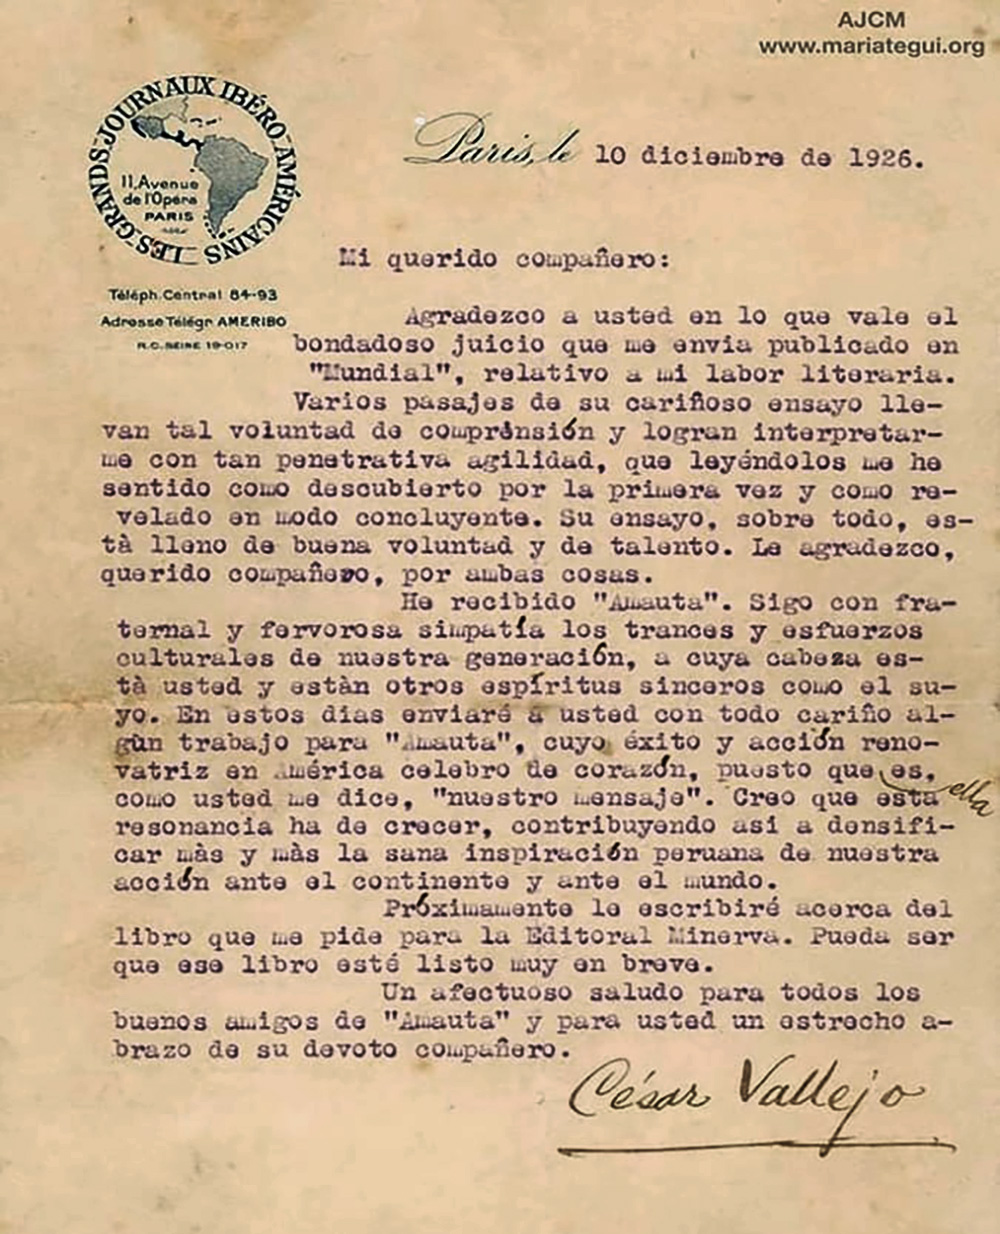 AJCM
www.mariategui.org
LES GRANDS JOURNAUX IBÉRO-AMÉRICAINS
11, Avenue
de l'Opéra
PARIS
Téléph. Central 84-93
Adresse Télégr. AMERIBO
R.C. SEINE 19-017
Paris, le 10 diciembre de 1926.
Mi querido compañero:
Agradezco a usted en lo que vale el
bondadoso juicio que me envia publicado en
"Mundial", relativo a mi labor literaria.
Varios pasajes de su cariñoso ensayo lle-
van tal voluntad de comprènsión y logran interpretar-
me con tan penetrativa agilidad, que leyéndolos me he
sentido como descubierto por la primera vez y como re-
velado en modo concluyente. Su ensayo, sobre todo, es-
tà lleno de buena voluntad y de talento. Le agradezco,
querido compañero, por ambas cosas.
He recibido "Amauta". Sigo con fra-
ternal y fervorosa simpatía los trances y esfuerzos
culturales de nuestra generación, a cuya cabeza es-
tà usted y estàn otros espíritus sinceros como el su-
yo. En estos dias enviaré à usted con todo cariño al-
gùn trabajo para "Amauta", cuyo éxito y acción reno-
vatriz en América celebro de corazón, puesto que es, ella
como usted me dice, "nuestro mensaje". Creo que esta
resonancia ha de crecer, contribuyendo asi a densifi-
car màs y màs la sana inspiración peruana de nuestra
acción ante el continente y ante el mundo.
Próximamente le escribiré acerca del
libro que me pide para la Editoral Minerva. Pueda ser
que ese libro esté listo muy en breve.
Un afectuoso saludo para todos los
buenos amigos de "Amauta" y para usted un estrecho a-
brazo de su devoto compañero.
César Vallejo